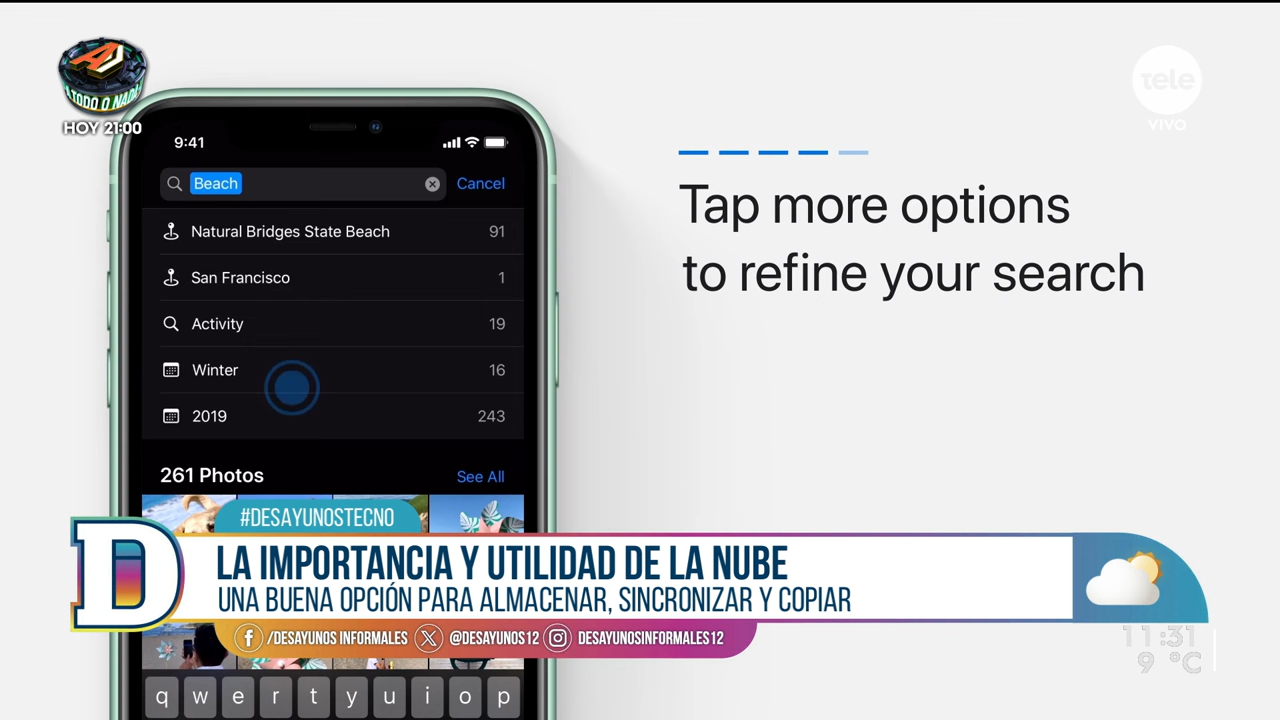 A TODO O NADA
HOY 21:00
tele
VIVO
9:41
Beach
Cancel
Natural Bridges State Beach 91
San Francisco 1
Activity 19
Winter 16
2019 243
261 Photos
See All
Tap more options
to refine your search
#DESAYUNOSTECNO
D
LA IMPORTANCIA Y UTILIDAD DE LA NUBE
UNA BUENA OPCIÓN PARA ALMACENAR, SINCRONIZAR Y COPIAR
/DESAYUNOS INFORMALES @DESAYUNOS12 DESAYUNOSINFORMALES12
11:31
9 °C
q w e r t y u i o p